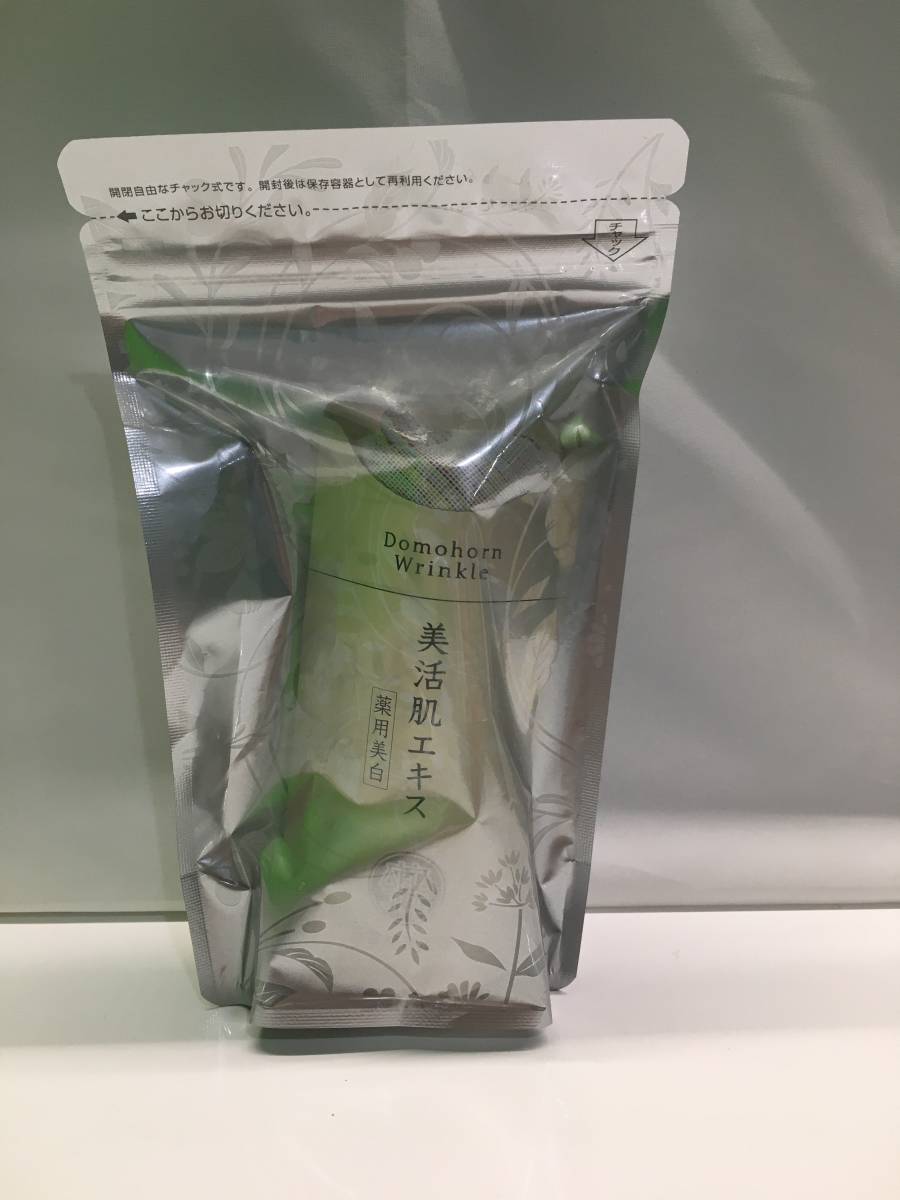 開閉自由なチャック式です。開封後は保存容器として再利用ください。
ここからお切りください。
チャック
Domohorn
Wrinkle
美活肌エキス
薬用美白